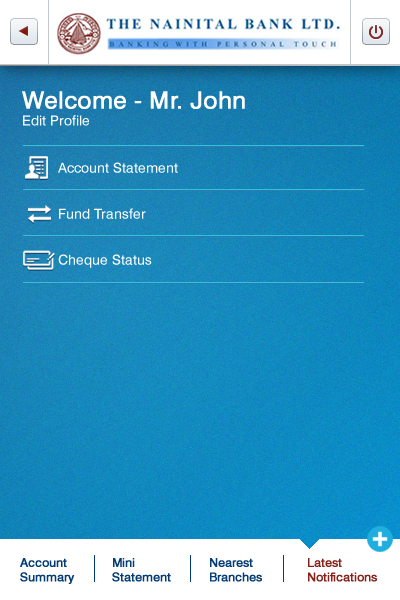 THE NAINITAL BANK LTD.
BANKING WITH PERSONAL TOUCH
Welcome - Mr. John
Edit Profile
Account Statement
Fund Transfer
Cheque Status
Account Summary
Mini Statement
Nearest Branches
Latest Notifications